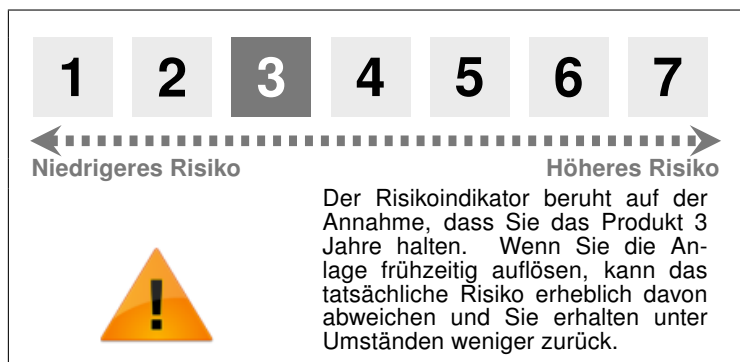 1 2 3 4 5 6 7
Niedrigeres Risiko Höheres Risiko
Der Risikoindikator beruht auf der
Annahme, dass Sie das Produkt 3
Jahre halten. Wenn Sie die An-
lage frühzeitig auflösen, kann das
tatsächliche Risiko erheblich davon
abweichen und Sie erhalten unter
Umständen weniger zurück.
!